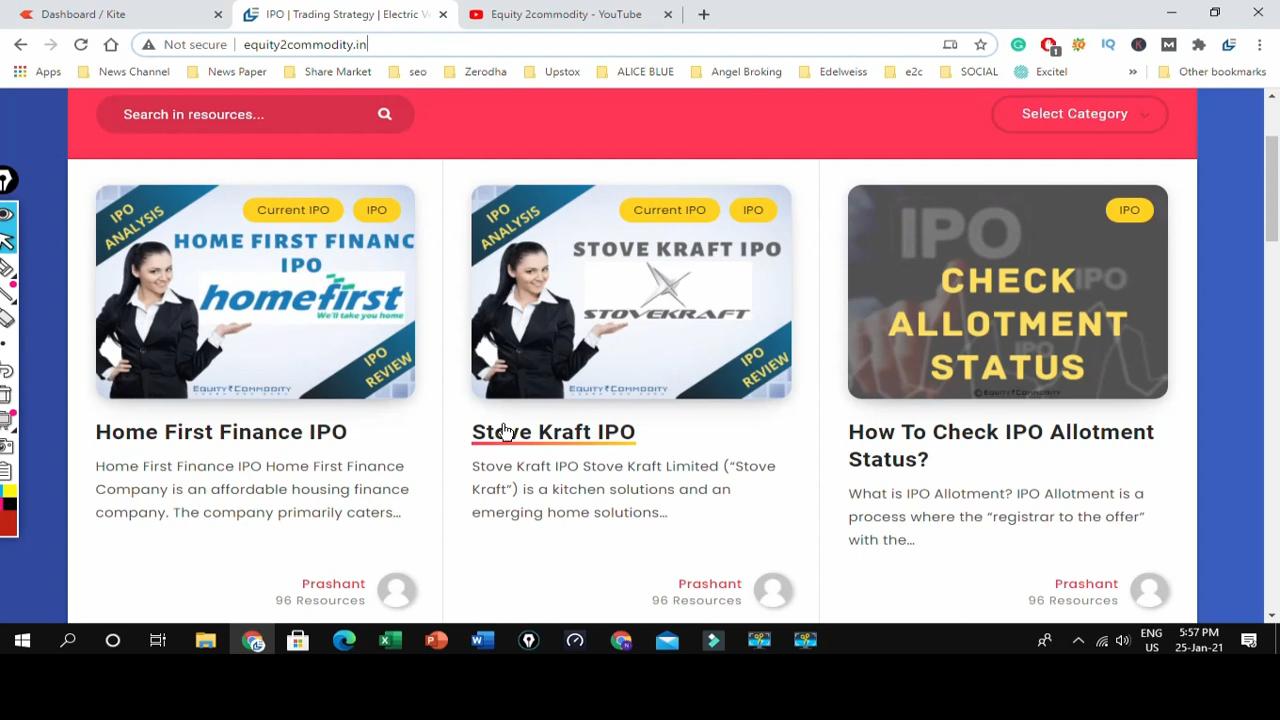 Dashboard / Kite
IPO | Trading Strategy | Electric V
Equity 2commodity - YouTube
Not secure
equity2commodity.in
1
IQ
K
M
Apps
News Channel
News Paper
Share Market
seo
Zerodha
Upstox
ALICE BLUE
Angel Broking
Edelweiss
e2c
SOCIAL
Excitel
»
Other bookmarks
Search in resources...
Select Category
IPO ANALYSIS
Current IPO
IPO
HOME FIRST FINANC
IPO
homefirst
We'll take you home
IPO REVIEW
EQUITY2COMMODITY
IPO ANALYSIS
Current IPO
IPO
STOVE KRAFT IPO
STOVEKRAFT
IPO REVIEW
EQUITY2COMMODITY
IPO
IPO
IPO
CHECK
ALLOTMENT
STATUS
IPO
©EQUITY2COMMODITY
Home First Finance IPO
Home First Finance IPO Home First Finance
Company is an affordable housing finance
company. The company primarily caters...
Prashant
96 Resources
Stove Kraft IPO
Stove Kraft IPO Stove Kraft Limited (“Stove
Kraft”) is a kitchen solutions and an
emerging home solutions...
Prashant
96 Resources
How To Check IPO Allotment
Status?
What is IPO Allotment? IPO Allotment is a
process where the “registrar to the offer”
with the...
Prashant
96 Resources
ENG
US
5:57 PM
25-Jan-21